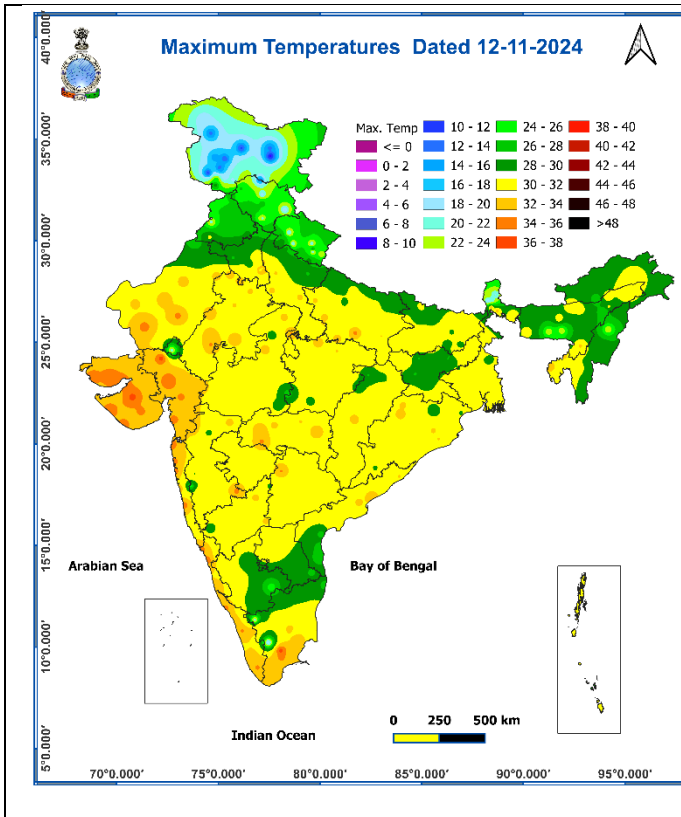 Maximum Temperatures Dated 12-11-2024
Max. Temp
<= 0
0 - 2
2 - 4
4 - 6
6 - 8
8 - 10
10 - 12
12 - 14
14 - 16
16 - 18
18 - 20
20 - 22
22 - 24
24 - 26
26 - 28
28 - 30
30 - 32
32 - 34
34 - 36
36 - 38
38 - 40
40 - 42
42 - 44
44 - 46
46 - 48
>48
40°0.000'
35°0.000'
30°0.000'
25°0.000'
20°0.000'
15°0.000'
10°0.000'
5°0.000'
Arabian Sea
Bay of Bengal
Indian Ocean
0 250 500 km
70°0.000' 75°0.000' 80°0.000' 85°0.000' 90°0.000' 95°0.000'